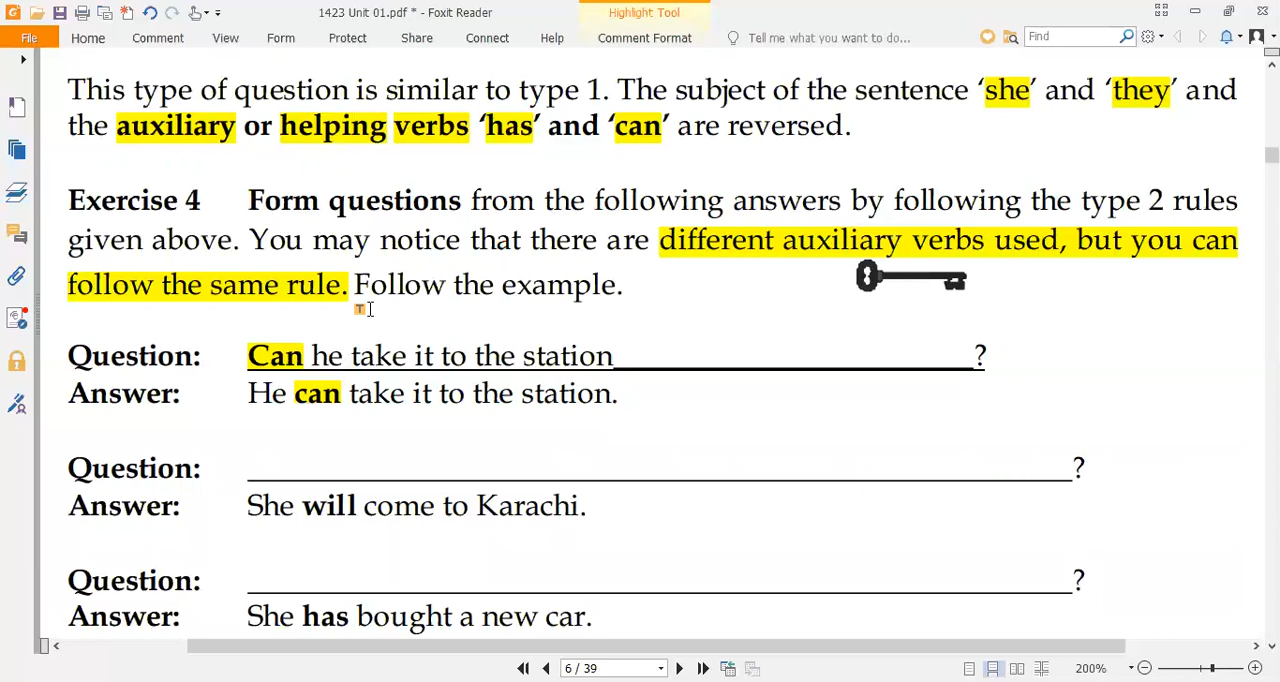 1423 Unit 01.pdf * - Foxit Reader
Highlight Tool
File Home Comment View Form Protect Share Connect Help Comment Format Tell me what you want to do... Find
This type of question is similar to type 1. The subject of the sentence ‘she’ and ‘they’ and
the auxiliary or helping verbs ‘has’ and ‘can’ are reversed.
Exercise 4 Form questions from the following answers by following the type 2 rules
given above. You may notice that there are different auxiliary verbs used, but you can
follow the same rule. Follow the example.
Question: Can he take it to the station____________________?
Answer: He can take it to the station.
Question: ____________________?
Answer: She will come to Karachi.
Question: ____________________?
Answer: She has bought a new car.
6 / 39
200%